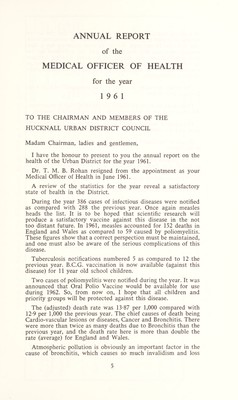 ANNUAL REPORT
of the
MEDICAL OFFICER OF HEALTH
for the year
1961
TO THE CHAIRMAN AND MEMBERS OF THE
HUCKNALL URBAN DISTRICT COUNCIL
Madam Chairman, ladies and gentlemen,
I have the honour to present to you the annual report on the
health of the Urban District for the year 1961.
Dr. T. M. B. Rohan resigned from the appointment as your
Medical Officer of Health in June 1961.
A review of the statistics for the year reveal a satisfactory
state of health in the District.
During the year 386 cases of infectious diseases were notified
as compared with 288 the previous year. Once again measles
heads the list. It is to be hoped that scientific research will
produce a satisfactory vaccine against this disease in the not
too distant future. In 1961, measles accounted for 152 deaths in
England and Wales as compared to 59 caused by poliomyelitis.
These figures show that a correct perspection must be maintained,
and one must also be aware of the serious complications of this
disease.
Tuberculosis notifications numbered 5 as compared to 12 the
previous year. B.C.G. vaccination is now available (against this
disease) for 11 year old school children.
Two cases of poliomyelitis were notified during the year. It was
announced that Oral Polio Vaccine would be available for use
during 1962. So, from now on, I hope that all children and
priority groups will be protected against this disease.
The (adjusted) death rate was 13·87 per 1,000 compared with
12·9 per 1,000 the previous year. The chief causes of death being
Cardio-vascular lesions or diseases, Cancer and Bronchitis. There
were more than twice as many deaths due to Bronchitis than the
previous year, and the death rate here is more than double the
rate (average) for England and Wales.
Atmospheric pollution is obviously an important factor in the
cause of bronchitis, which causes so much invalidism and loss
5